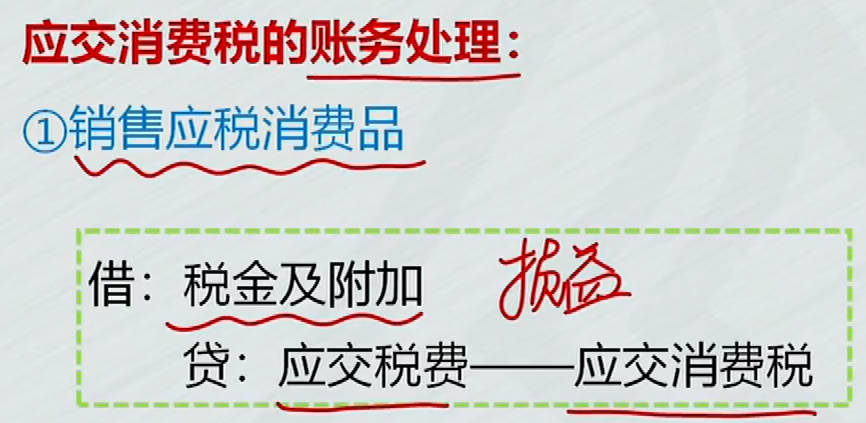 应交消费税的账务处理：
①销售应税消费品
借：税金及附加 损益
贷：应交税费——应交消费税